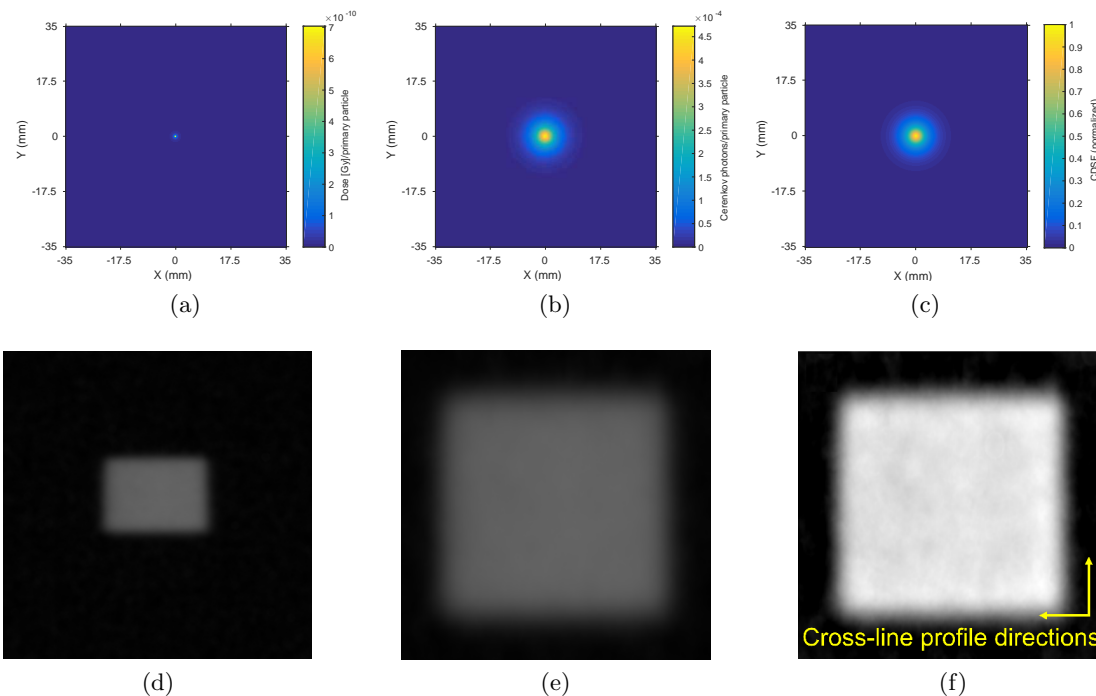 35
17.5
0
-17.5
-35
Y (mm)
-35 -17.5 0 17.5 35
X (mm)
×10^-10
7
6
5
4
3
2
1
0
Dose [Gy]/primary particle
(a)
35
17.5
0
-17.5
-35
Y (mm)
-35 -17.5 0 17.5 35
X (mm)
×10^-4
4.5
4
3.5
3
2.5
2
1.5
1
0.5
0
Cerenkov photons/primary particle
(b)
35
17.5
0
-17.5
-35
Y (mm)
-35 -17.5 0 17.5 35
X (mm)
1
0.9
0.8
0.7
0.6
0.5
0.4
0.3
0.2
0.1
0
CDSF (normalized)
(c)
(d)
(e)
Cross-line profile directions
(f)